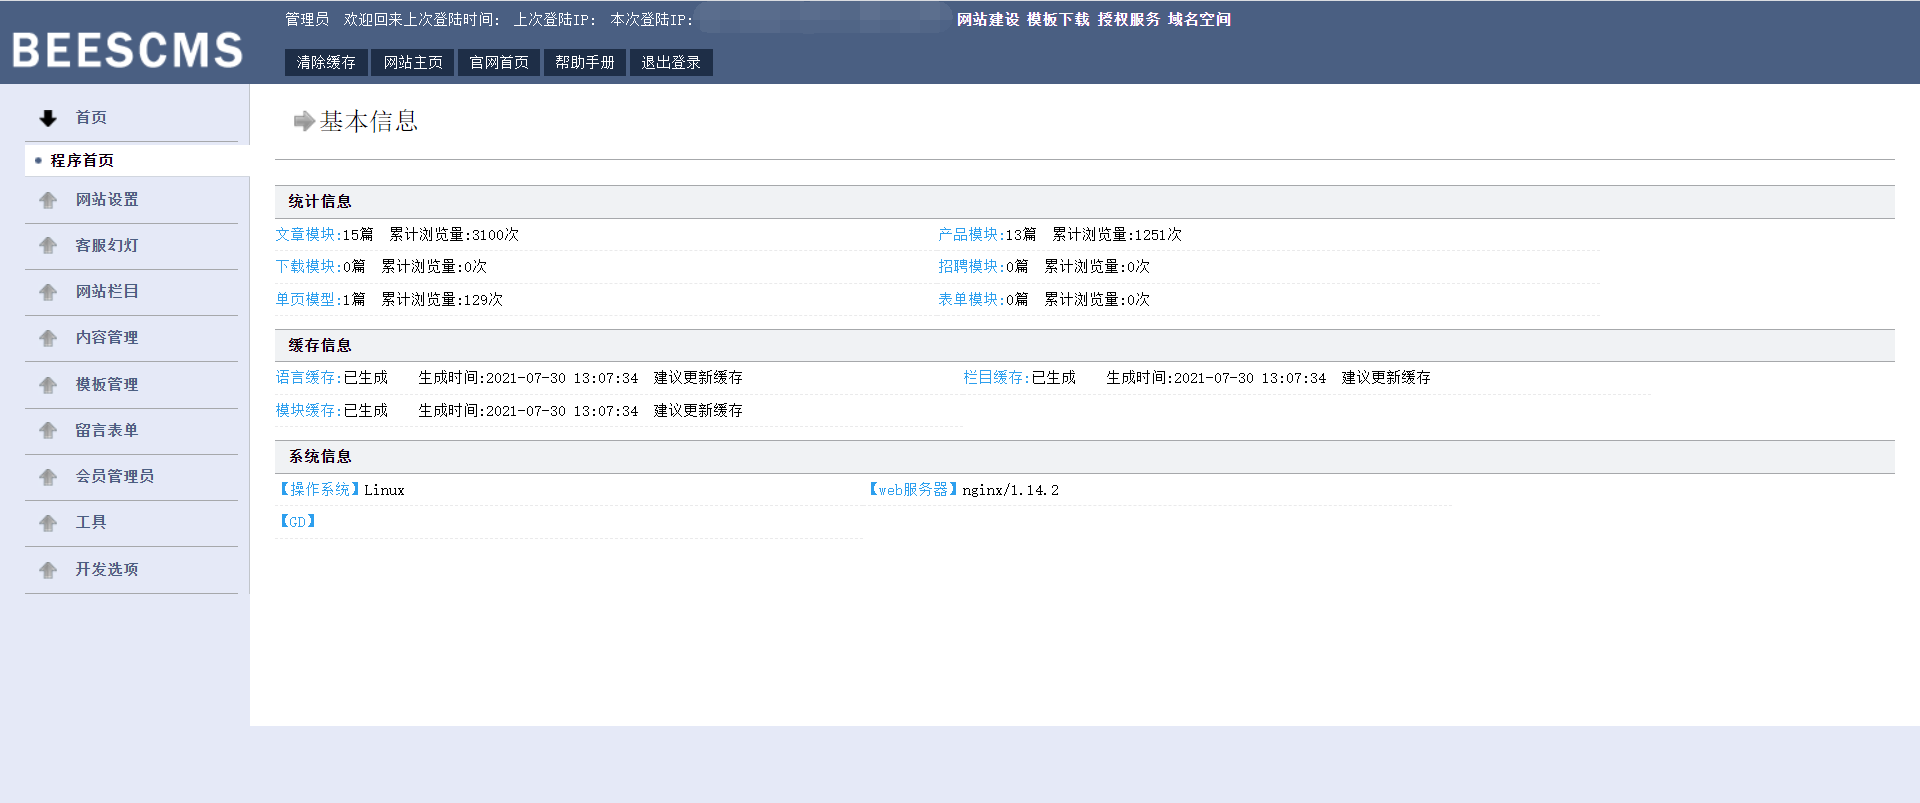 BEESCMS
管理员 欢迎回来上次登陆时间: 上次登陆IP: 本次登陆IP: 网站建设 模板下载 授权服务 域名空间
清除缓存 网站主页 官网首页 帮助手册 退出登录
首页
程序首页
网站设置
客服幻灯
网站栏目
内容管理
模板管理
留言表单
会员管理员
工具
开发选项
基本信息
统计信息
文章模块:15篇 累计浏览量:3100次 产品模块:13篇 累计浏览量:1251次
下载模块:0篇 累计浏览量:0次 招聘模块:0篇 累计浏览量:0次
单页模型:1篇 累计浏览量:129次 表单模块:0篇 累计浏览量:0次
缓存信息
语言缓存:已生成 生成时间:2021-07-30 13:07:34 建议更新缓存 栏目缓存:已生成 生成时间:2021-07-30 13:07:34 建议更新缓存
模块缓存:已生成 生成时间:2021-07-30 13:07:34 建议更新缓存
系统信息
【操作系统】Linux 【web服务器】nginx/1.14.2
【GD】